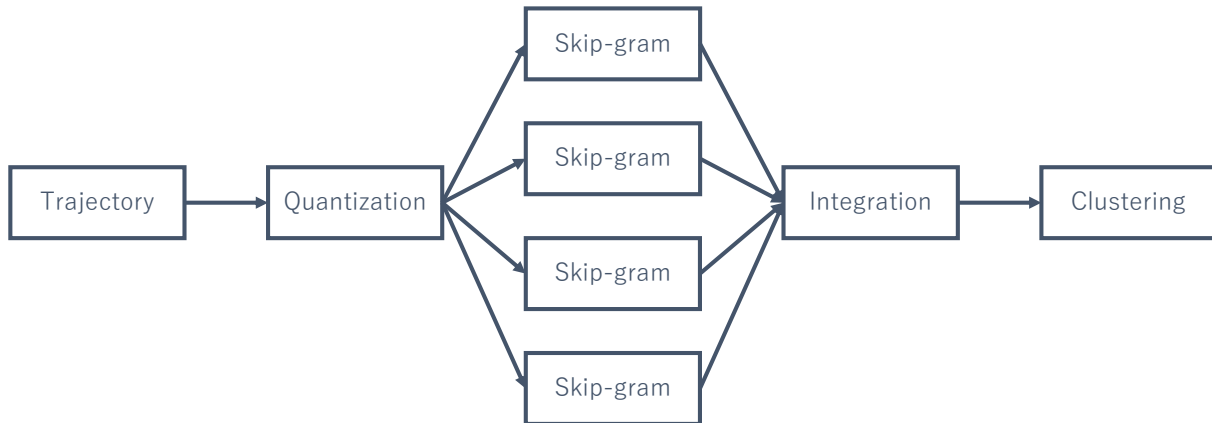 Trajectory
Quantization
Skip-gram
Skip-gram
Skip-gram
Skip-gram
Integration
Clustering